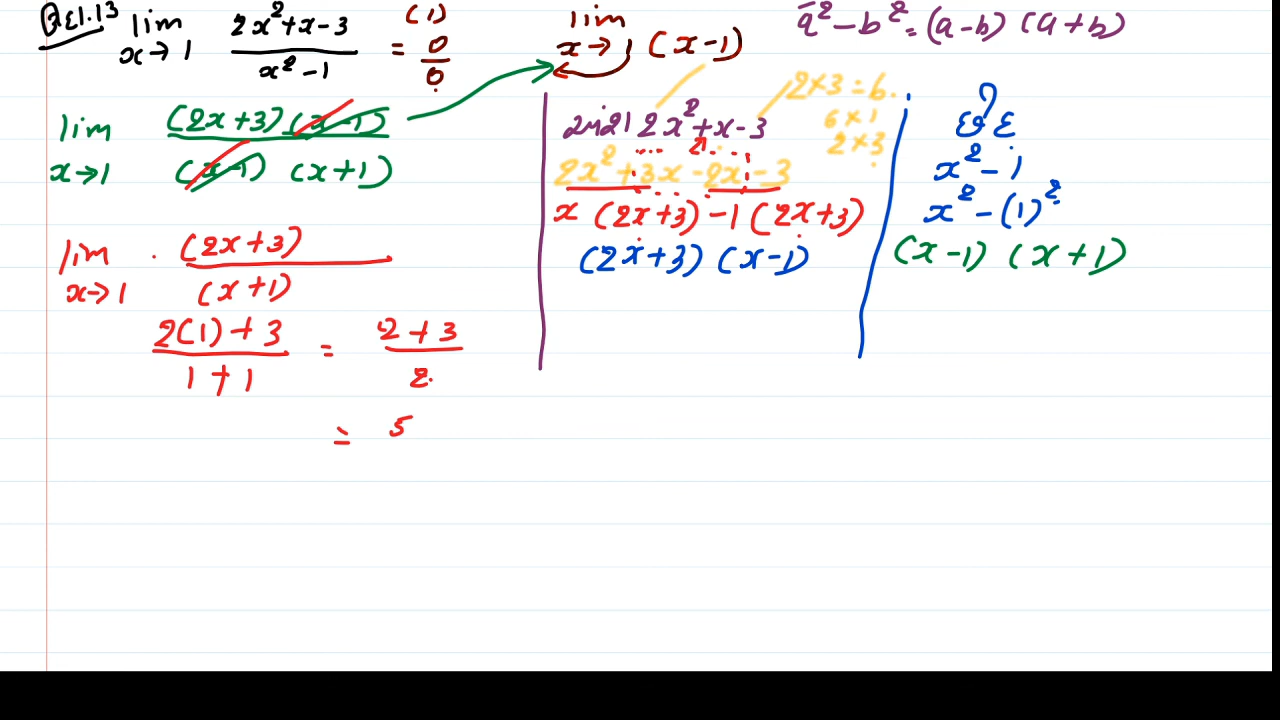 lim x→1 2x²+x-3 / x²-1 = (1) 0/0
lim x→1 (2x+3)(x-1) / (x-1)(x+1)
lim x→1 (2x+3) / (x+1)
2(1)+3 / 1+1 = 2+3 / 2
= 5
lim x→1 (x-1)
a²-b²=(a-b)(a+b)
2×3=6.
6×1
2×3
2x²+x-3
2x²+3x-2x-3
x(2x+3)-1(2x+3)
(2x+3)(x-1)
x²-1
x²-(1)²
(x-1)(x+1)